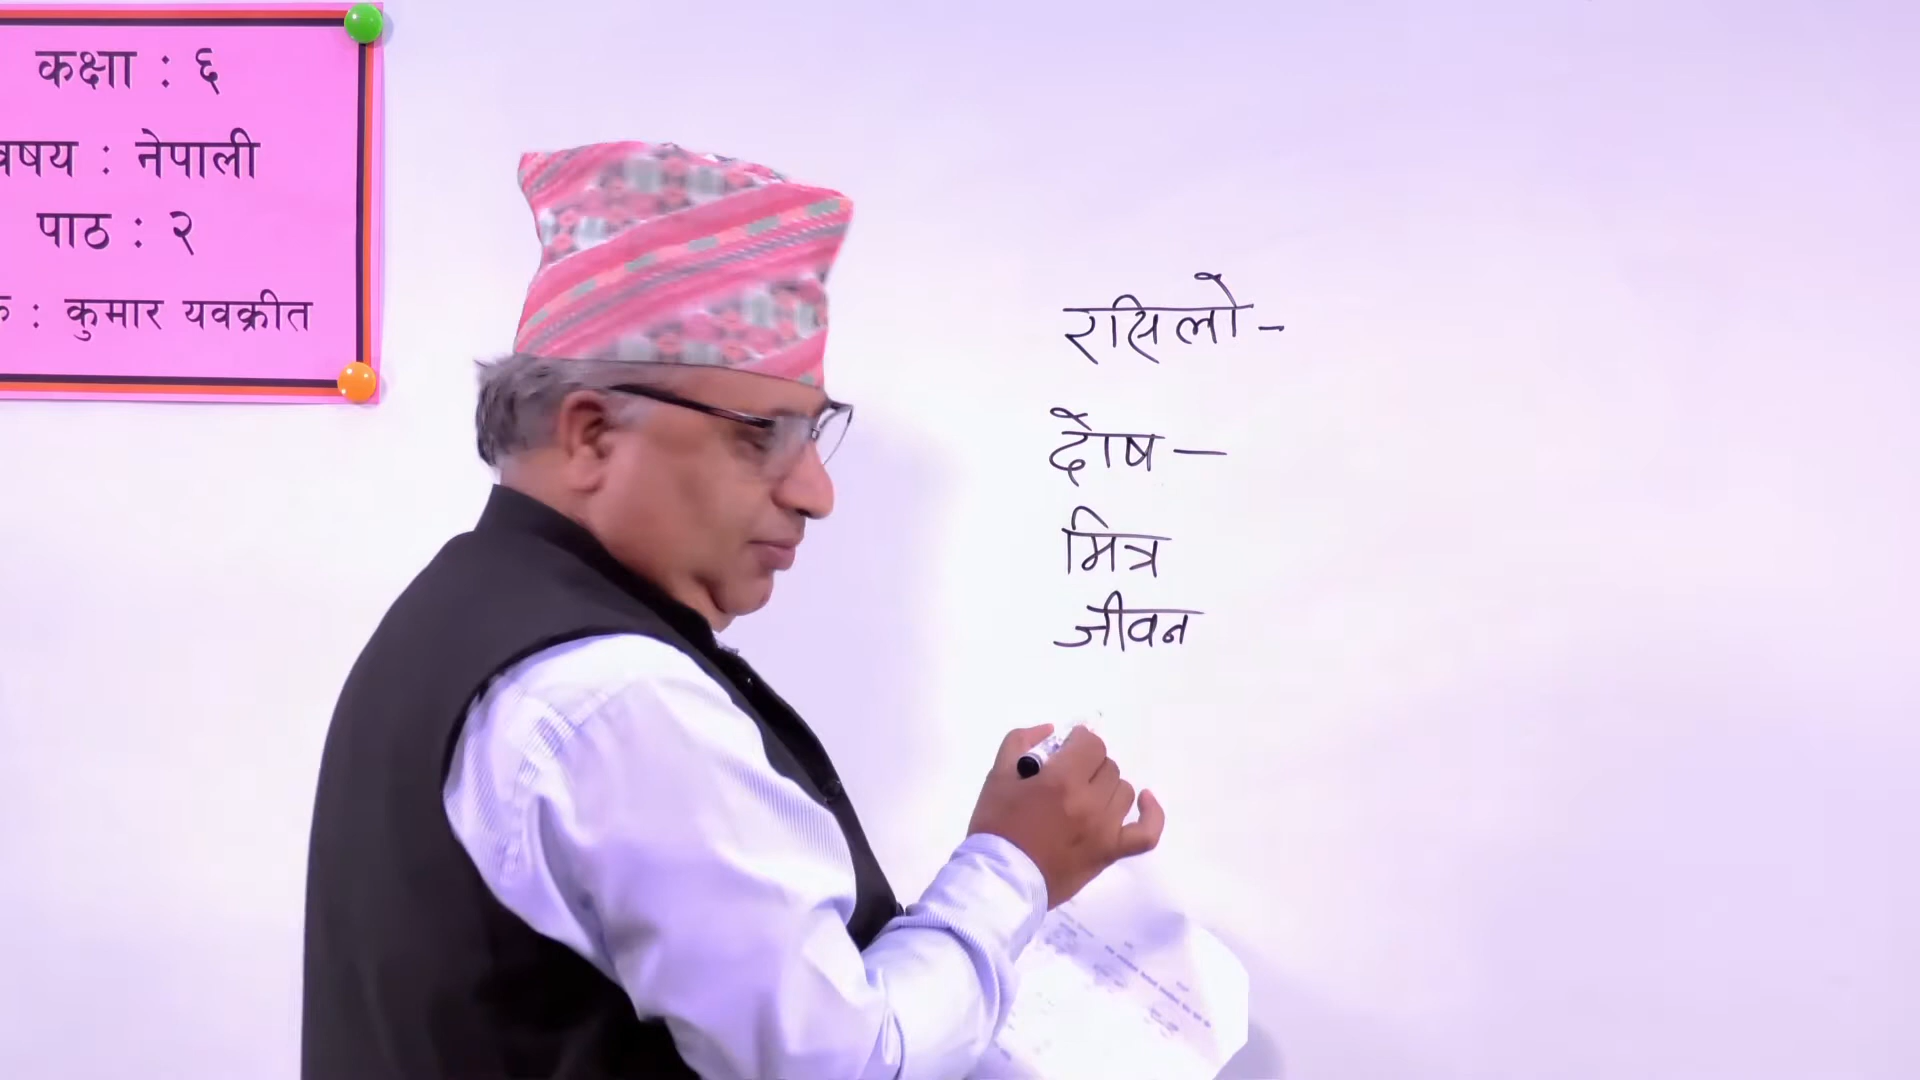 कक्षा : ६
षय : नेपाली
पाठ : २
: कुमार यवक्रीत
रसिलो -
दोष -
मित्र
जीवन